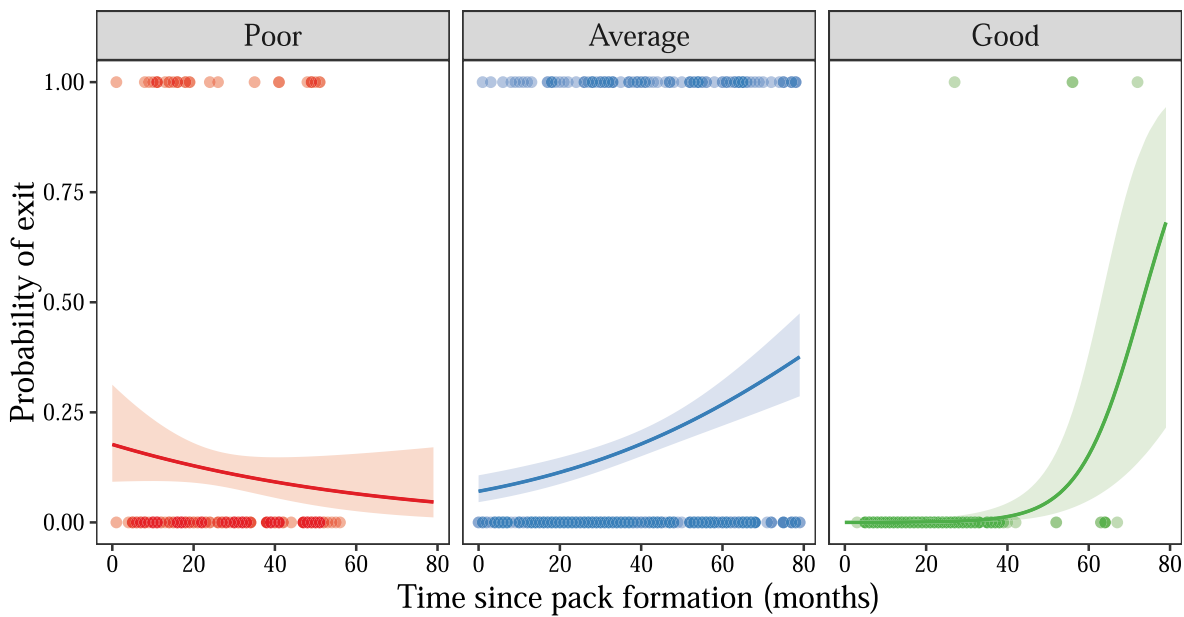 Poor Average Good
Probability of exit
1.00
0.75
0.50
0.25
0.00
0 20 40 60 80 0 20 40 60 80 0 20 40 60 80
Time since pack formation (months)